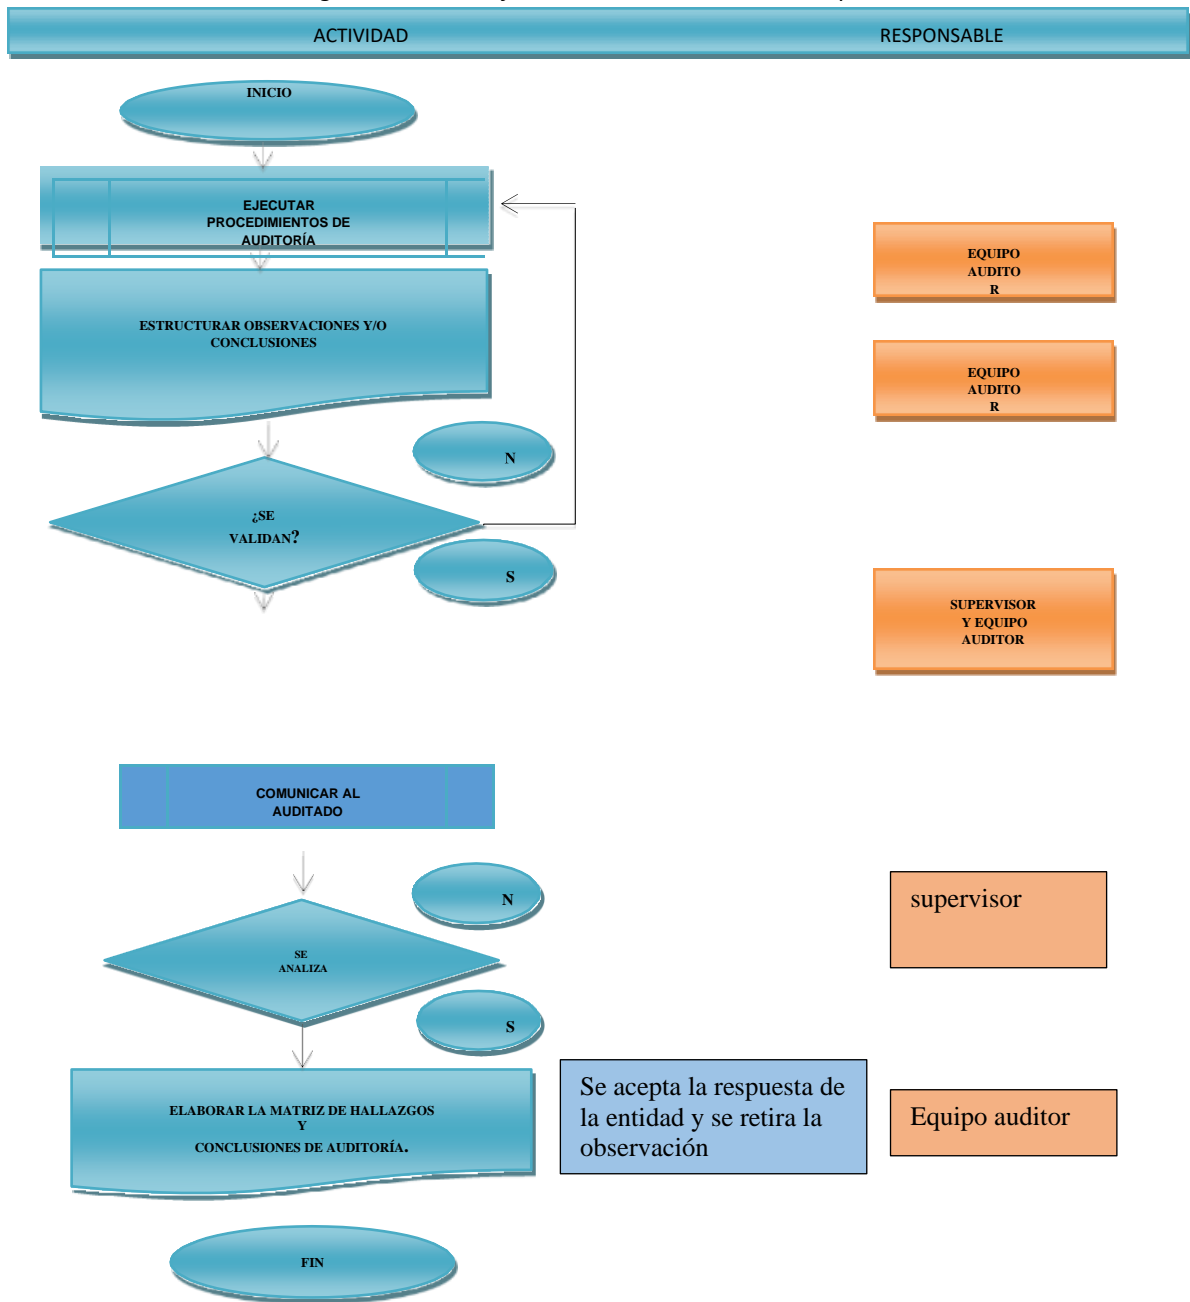 ACTIVIDAD RESPONSABLE
INICIO
EJECUTAR
PROCEDIMIENTOS DE
AUDITORÍA
EQUIPO
AUDITO
R
ESTRUCTURAR OBSERVACIONES Y/O
CONCLUSIONES
EQUIPO
AUDITO
R
N
¿SE
VALIDAN?
S
SUPERVISOR
Y EQUIPO
AUDITOR
COMUNICAR AL
AUDITADO
N
supervisor
SE
ANALIZA
S
ELABORAR LA MATRIZ DE HALLAZGOS
Y
CONCLUSIONES DE AUDITORÍA.
Se acepta la respuesta de
la entidad y se retira la
observación
Equipo auditor
FIN